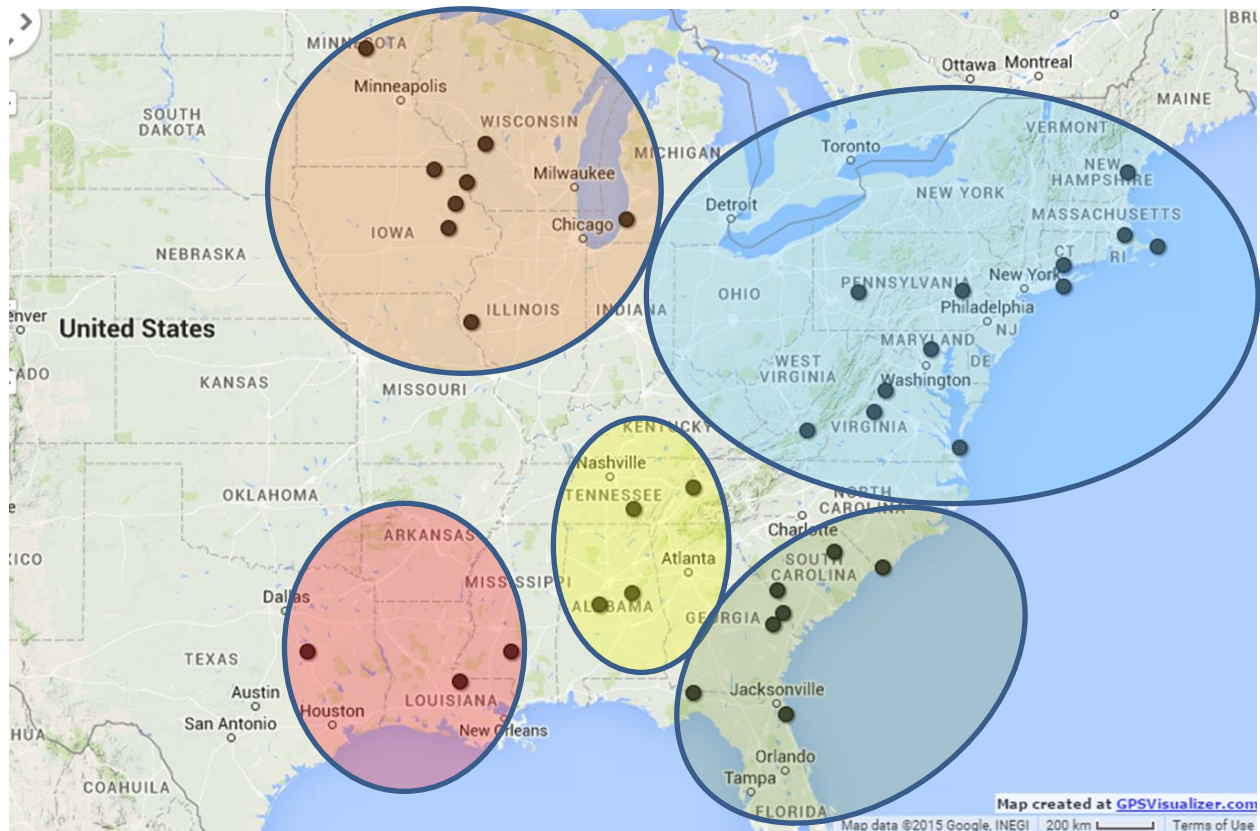 BRU
MINNESOTA
Ottawa
Montreal
Minneapolis
MAINE
SOUTH
DAKOTA
WISCONSIN
VERMONT
Toronto
MICHIGAN
NEW
HAMPSHIRE
Milwaukee
NEW YORK
Detroit
MASSACHUSETTS
Chicago
IOWA
NEBRASKA
CT
RI
New York
PENNSYLVANIA
OHIO
Philadelphia
ILLINOIS
INDIANA
enver
United States
NJ
MARYLAND
WEST
VIRGINIA
DE
ADO
KANSAS
MISSOURI
Washington
KENTUCKY
VIRGINIA
Nashville
TENNESSEE
OKLAHOMA
NORTH
CAROLINA
e
Charlotte
ARKANSAS
XICO
Atlanta
SOUTH
CAROLINA
MISSISSIPPI
Dallas
ALABAMA
GEORGIA
TEXAS
Austin
Jacksonville
LOUISIANA
Houston
San Antonio
New Orleans
HUA
Orlando
Tampa
COAHUILA
FLORIDA
Map created at GPSVisualizer.com
Map data ©2015 Google, INEGI 200 km Terms of Use